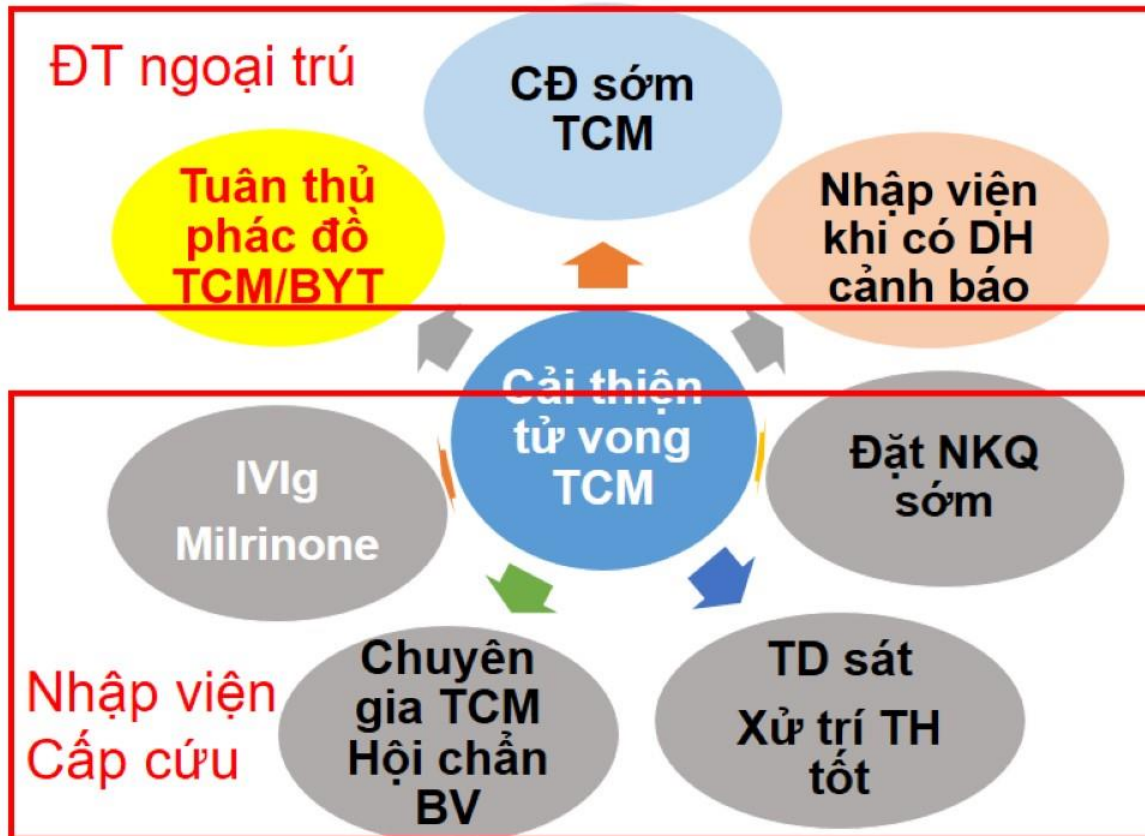 ĐT ngoại trú
CĐ sớm
TCM
Tuân thủ
phác đồ
TCM/BYT
Nhập viện
khi có DH
cảnh báo
Cải thiện
tử vong
TCM
IVIg
Milrinone
Đặt NKQ
sớm
Nhập viện
Cấp cứu
Chuyên
gia TCM
Hội chẩn
BV
TD sát
Xử trí TH
tốt